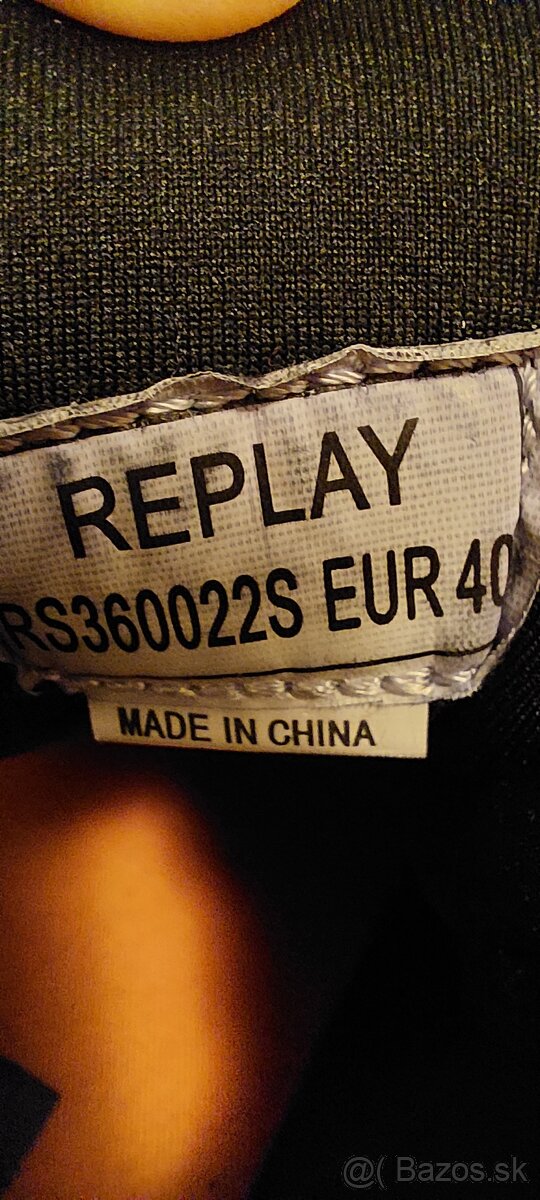 REPLAY
RS360022S EUR 40
MADE IN CHINA
@( Bazos.sk